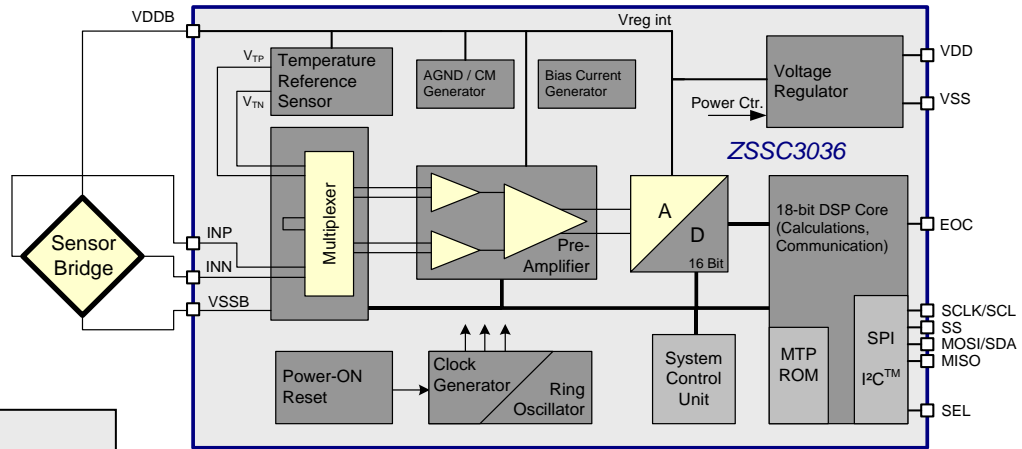 VDDB
Vreg int
VTP
VTN
Temperature
Reference
Sensor
AGND / CM
Generator
Bias Current
Generator
Voltage
Regulator
VDD
VSS
Power Ctr.
ZSSC3036
Multiplexer
Pre-
Amplifier
A
D
16 Bit
18-bit DSP Core
(Calculations,
Communication)
EOC
Sensor
Bridge
INP
INN
VSSB
SCLK/SCL
SS
MOSI/SDA
MISO
SEL
SPI
I²C™
MTP
ROM
System
Control
Unit
Power-ON
Reset
Clock
Generator
Ring
Oscillator